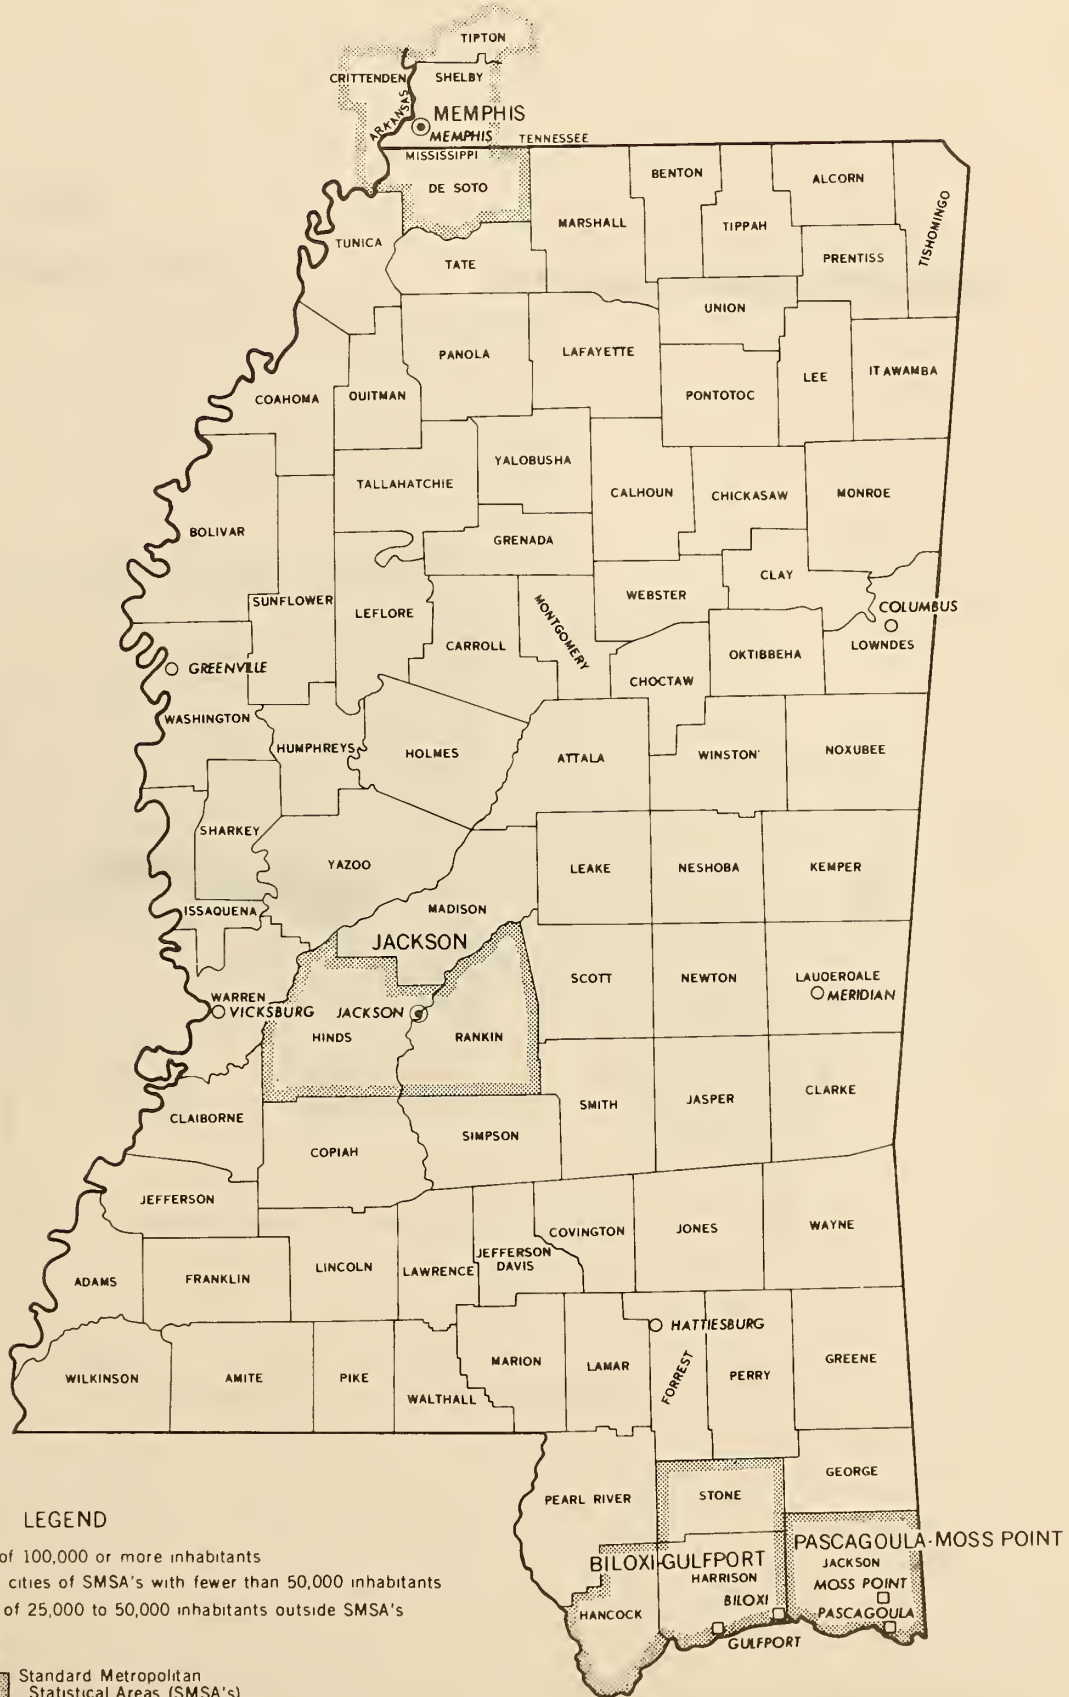 TIPTON
CRITTENDEN
SHELBY
ARKANSAS
MEMPHIS
MEMPHIS
TENNESSEE
MISSISSIPPI
DE SOTO
BENTON
ALCORN
TISHOMINGO
MARSHALL
TIPPAH
TUNICA
TATE
PRENTISS
UNION
PANOLA
LAFAYETTE
LEE
ITAWAMBA
COAHOMA
QUITMAN
PONTOTOC
YALOBUSHA
TALLAHATCHIE
CALHOUN
CHICKASAW
MONROE
BOLIVAR
GRENADA
CLAY
SUNFLOWER
LEFLORE
MONTGOMERY
WEBSTER
COLUMBUS
CARROLL
OKTIBBEHA
LOWNDES
GREENVILLE
CHOCTAW
WASHINGTON
HUMPHREYS
HOLMES
ATTALA
WINSTON
NOXUBEE
SHARKEY
YAZOO
LEAKE
NESHOBA
KEMPER
ISSAQUENA
MADISON
JACKSON
SCOTT
NEWTON
LAUDERDALE
MERIDIAN
WARREN
VICKSBURG
JACKSON
HINDS
RANKIN
CLAIBORNE
SMITH
JASPER
CLARKE
COPIAH
SIMPSON
JEFFERSON
COVINGTON
JONES
WAYNE
ADAMS
FRANKLIN
LINCOLN
LAWRENCE
JEFFERSON
DAVIS
HATTIESBURG
WILKINSON
AMITE
PIKE
WALTHALL
MARION
LAMAR
FORREST
PERRY
GREENE
GEORGE
PEARL RIVER
STONE
PASCAGOULA-MOSS POINT
BILOXI-GULFPORT
HARRISON
JACKSON
MOSS POINT
BILOXI
HANCOCK
PASCAGOULA
GULFPORT
LEGEND
of 100,000 or more inhabitants
cities of SMSA's with fewer than 50,000 inhabitants
of 25,000 to 50,000 inhabitants outside SMSA's
Standard Metropolitan
Statistical Areas (SMSA's)